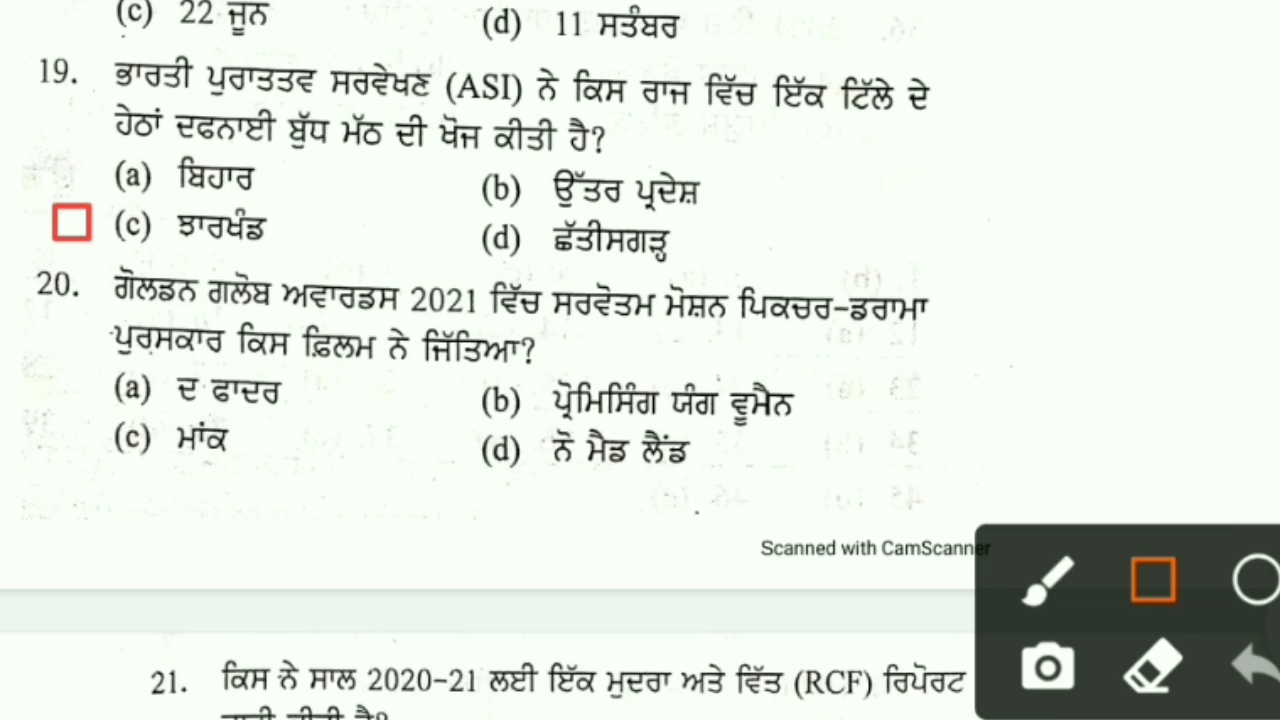 (c) 22 ਜੂਨ (d) 11 ਸਤੰਬਰ
19. ਭਾਰਤੀ ਪੁਰਾਤਤਵ ਸਰਵੇਖਣ (ASI) ਨੇ ਕਿਸ ਰਾਜ ਵਿੱਚ ਇੱਕ ਟਿੱਲੇ ਦੇ
ਹੇਠਾਂ ਦਫਨਾਈ ਬੁੱਧ ਮੱਠ ਦੀ ਖੋਜ ਕੀਤੀ ਹੈ?
(a) ਬਿਹਾਰ (b) ਉੱਤਰ ਪ੍ਰਦੇਸ਼
(c) ਝਾਰਖੰਡ (d) ਛੱਤੀਸਗੜ੍ਹ
20. ਗੋਲਡਨ ਗਲੋਬ ਅਵਾਰਡਸ 2021 ਵਿੱਚ ਸਰਵੋਤਮ ਮੋਸ਼ਨ ਪਿਕਚਰ-ਡਰਾਮਾ
ਪੁਰਸਕਾਰ ਕਿਸ ਫ਼ਿਲਮ ਨੇ ਜਿੱਤਿਆ?
(a) ਦ ਫਾਦਰ (b) ਪ੍ਰੋਮਿਸਿੰਗ ਯੰਗ ਵੂਮੈਨ
(c) ਮਾਂਕ (d) ਨੋ ਮੈਡ ਲੈਂਡ
Scanned with CamScanner
21. ਕਿਸ ਨੇ ਸਾਲ 2020-21 ਲਈ ਇੱਕ ਮੁਦਰਾ ਅਤੇ ਵਿੱਤ (RCF) ਰਿਪੋਰਟ